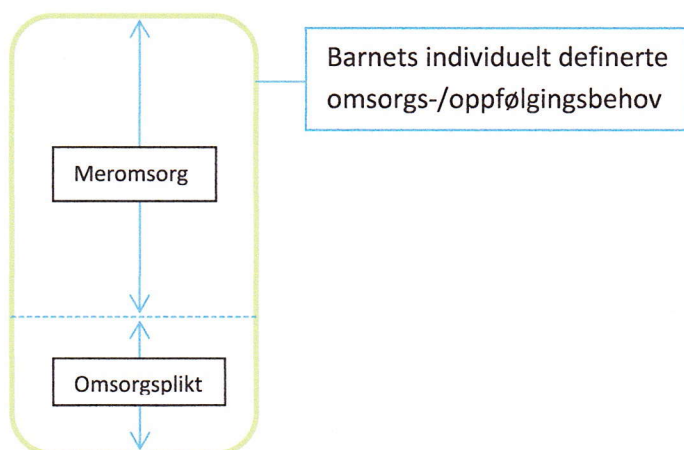 Barnets individuelt definerte
omsorgs-/oppfølgingsbehov
Meromsorg
Omsorgsplikt